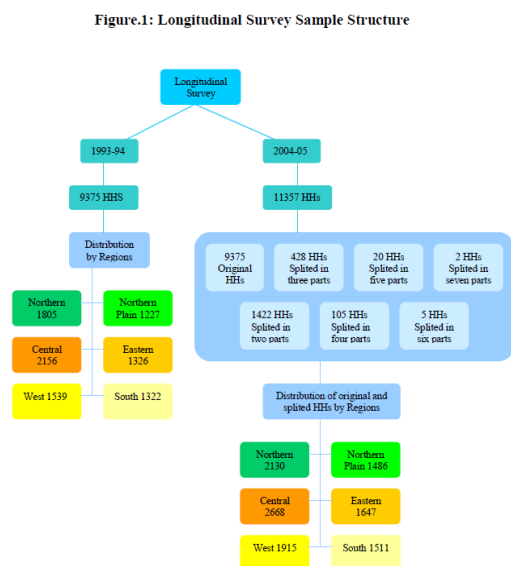 Figure.1: Longitudinal Survey Sample Structure
Longitudinal
Survey
1993-94
2004-05
9375 HHS
11357 HHs
Distribution
by Regions
Northern
1805
Northern
Plain 1227
Central
2156
Eastern
1326
West 1539
South 1322
9375
Original
HHs
428 HHs
Splited in
three parts
20 HHs
Splited in
five parts
2 HHs
Splited in
seven parts
1422 HHs
Splited in
two parts
105 HHs
Splited in
four parts
5 HHs
Splited in
six parts
Distribution of original and
splited HHs by Regions
Northern
2130
Northern
Plain 1486
Central
2668
Eastern
1647
West 1915
South 1511